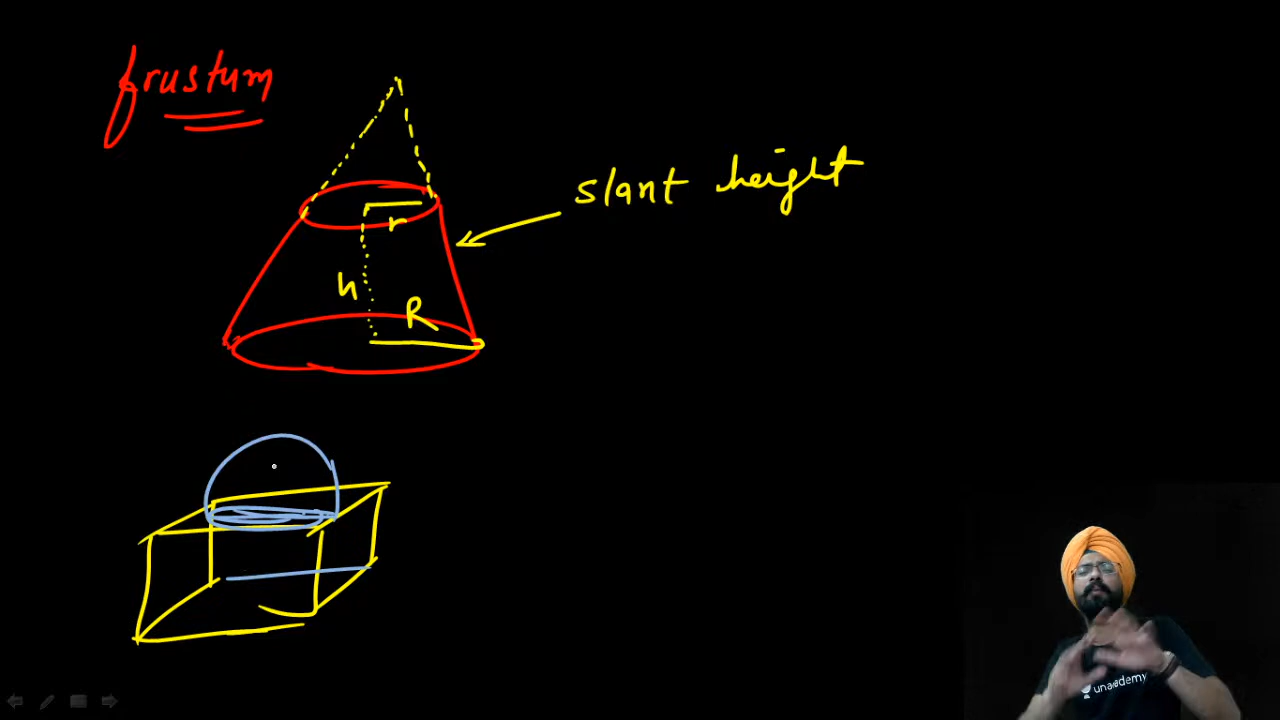 frustum
slant height
r
h
R
unacademy